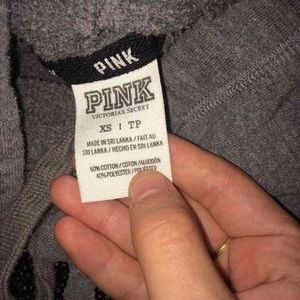 PINK
PINK
VICTORIA'S SECRET
XS | TP
MADE IN SRI LANKA / FAIT AU
SRI LANKA / HECHO EN SRI LANKA
60% COTTON / COTON / ALGODÓN
40% POLYESTER / POLIÉSTER